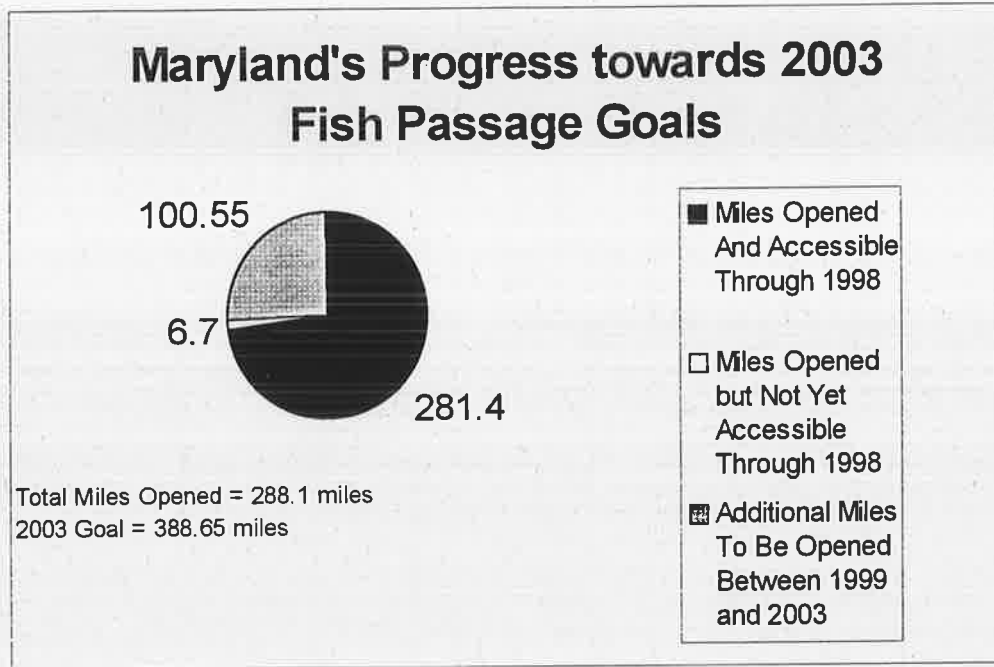 Maryland's Progress towards 2003
Fish Passage Goals
100.55
6.7
281.4
Total Miles Opened = 288.1 miles
2003 Goal = 388.65 miles
Miles Opened
And Accessible
Through 1998
Miles Opened
but Not Yet
Accessible
Through 1998
Additional Miles
To Be Opened
Between 1999
and 2003